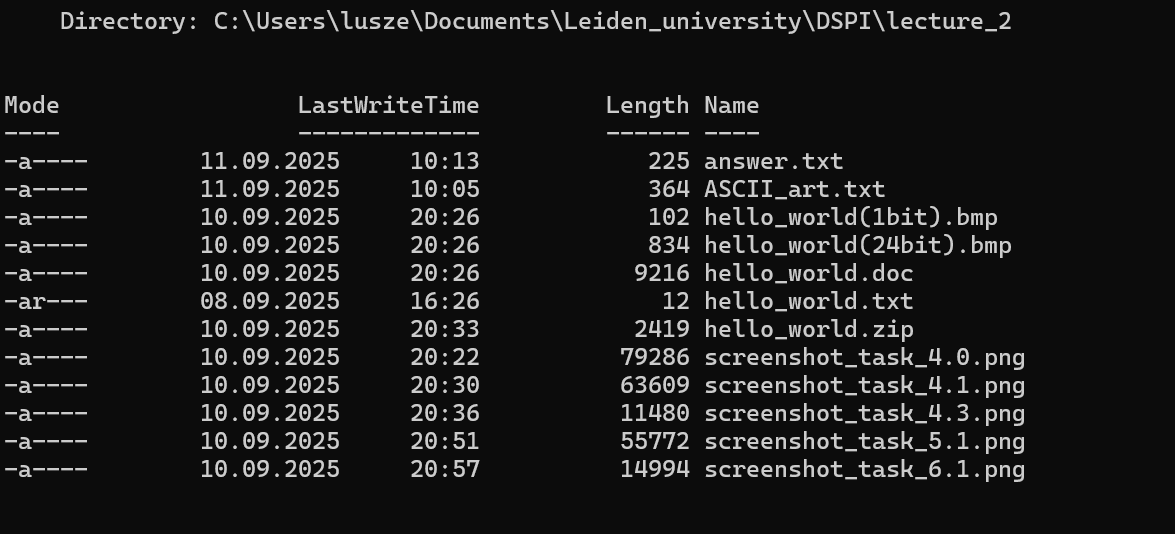 Directory: C:\Users\lusze\Documents\Leiden_university\DSPI\lecture_2
Mode LastWriteTime Length Name
---- ------------- ------ ----
-a---- 11.09.2025 10:13 225 answer.txt
-a---- 11.09.2025 10:05 364 ASCII_art.txt
-a---- 10.09.2025 20:26 102 hello_world(1bit).bmp
-a---- 10.09.2025 20:26 834 hello_world(24bit).bmp
-a---- 10.09.2025 20:26 9216 hello_world.doc
-ar--- 08.09.2025 16:26 12 hello_world.txt
-a---- 10.09.2025 20:33 2419 hello_world.zip
-a---- 10.09.2025 20:22 79286 screenshot_task_4.0.png
-a---- 10.09.2025 20:30 63609 screenshot_task_4.1.png
-a---- 10.09.2025 20:36 11480 screenshot_task_4.3.png
-a---- 10.09.2025 20:51 55772 screenshot_task_5.1.png
-a---- 10.09.2025 20:57 14994 screenshot_task_6.1.png